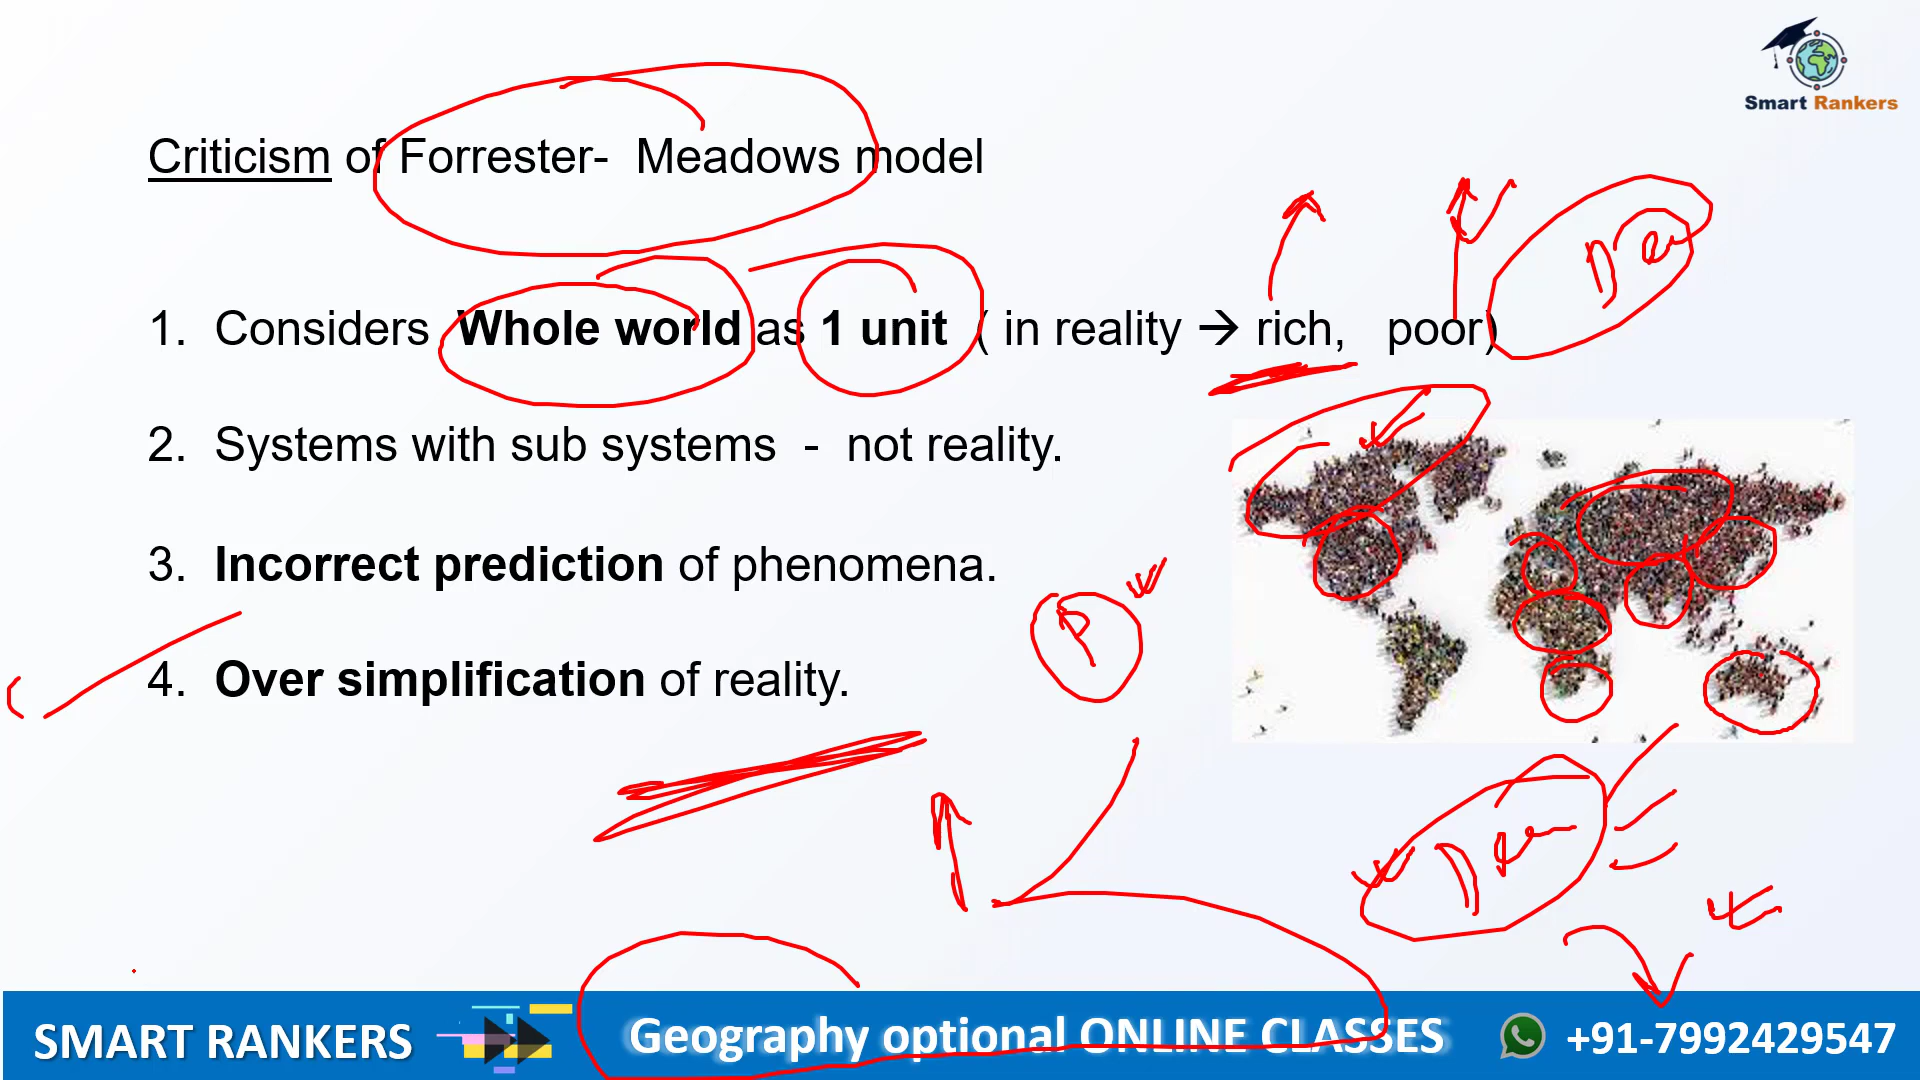 Smart Rankers
Criticism of Forrester- Meadows model
1. Considers Whole world as 1 unit ( in reality → rich, poor)
2. Systems with sub systems - not reality.
3. Incorrect prediction of phenomena.
4. Over simplification of reality.
P
SMART RANKERS
Geography optional ONLINE CLASSES
+91-7992429547